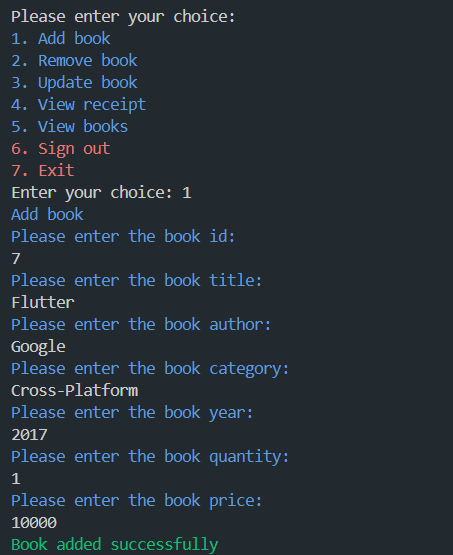 Please enter your choice:
1. Add book
2. Remove book
3. Update book
4. View receipt
5. View books
6. Sign out
7. Exit
Enter your choice: 1
Add book
Please enter the book id:
7
Please enter the book title:
Flutter
Please enter the book author:
Google
Please enter the book category:
Cross-Platform
Please enter the book year:
2017
Please enter the book quantity:
1
Please enter the book price:
10000
Book added successfully